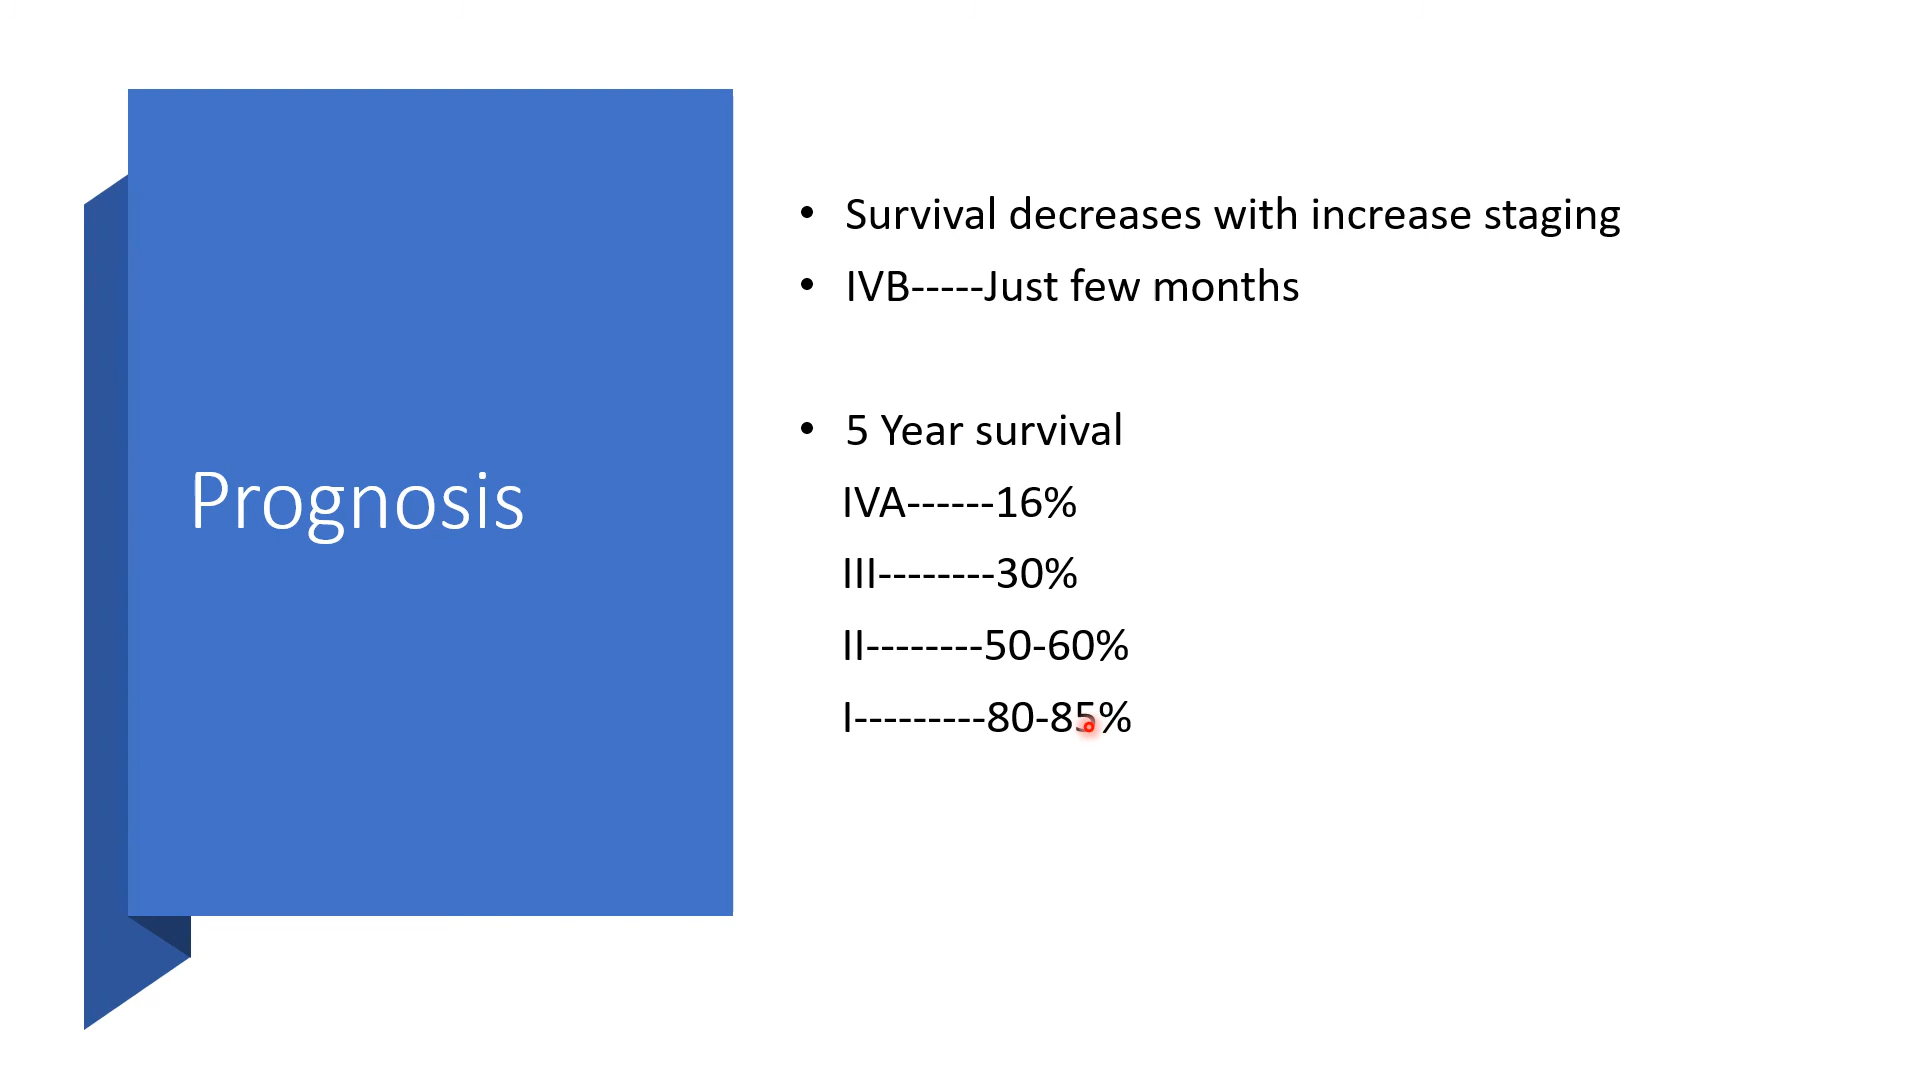 Prognosis
• Survival decreases with increase staging
• IVB-----Just few months
• 5 Year survival
IVA------16%
III--------30%
II--------50-60%
I---------80-85%